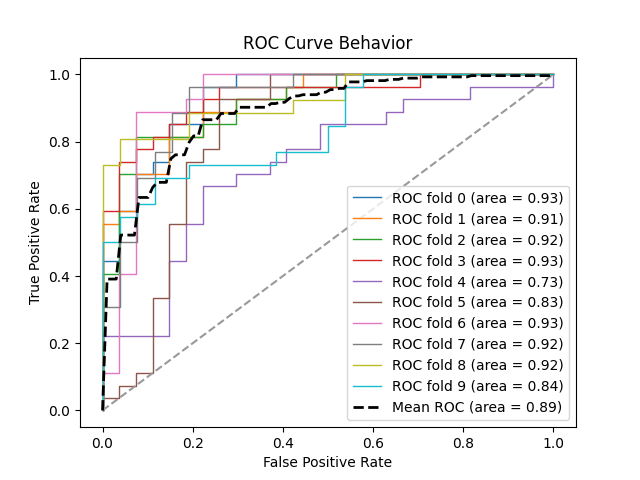 ROC Curve Behavior
True Positive Rate
1.0
0.8
0.6
0.4
0.2
0.0
ROC fold 0 (area = 0.93)
ROC fold 1 (area = 0.91)
ROC fold 2 (area = 0.92)
ROC fold 3 (area = 0.93)
ROC fold 4 (area = 0.73)
ROC fold 5 (area = 0.83)
ROC fold 6 (area = 0.93)
ROC fold 7 (area = 0.92)
ROC fold 8 (area = 0.92)
ROC fold 9 (area = 0.84)
Mean ROC (area = 0.89)
0.0 0.2 0.4 0.6 0.8 1.0
False Positive Rate